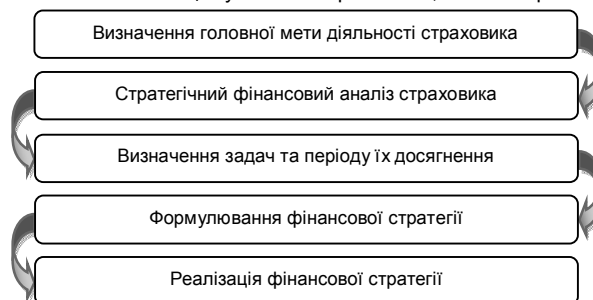 Визначення головної мети діяльності страховика
Стратегічний фінансовий аналіз страховика
Визначення задач та періоду їх досягнення
Формулювання фінансової стратегії
Реалізація фінансової стратегії